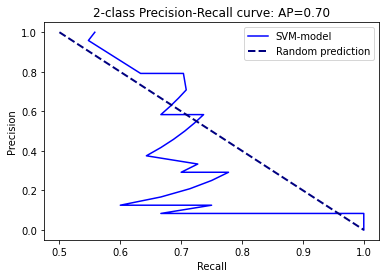 2-class Precision-Recall curve: AP=0.70
SVM-model
Random prediction
Precision
1.0
0.8
0.6
0.4
0.2
0.0
0.5 0.6 0.7 0.8 0.9 1.0
Recall